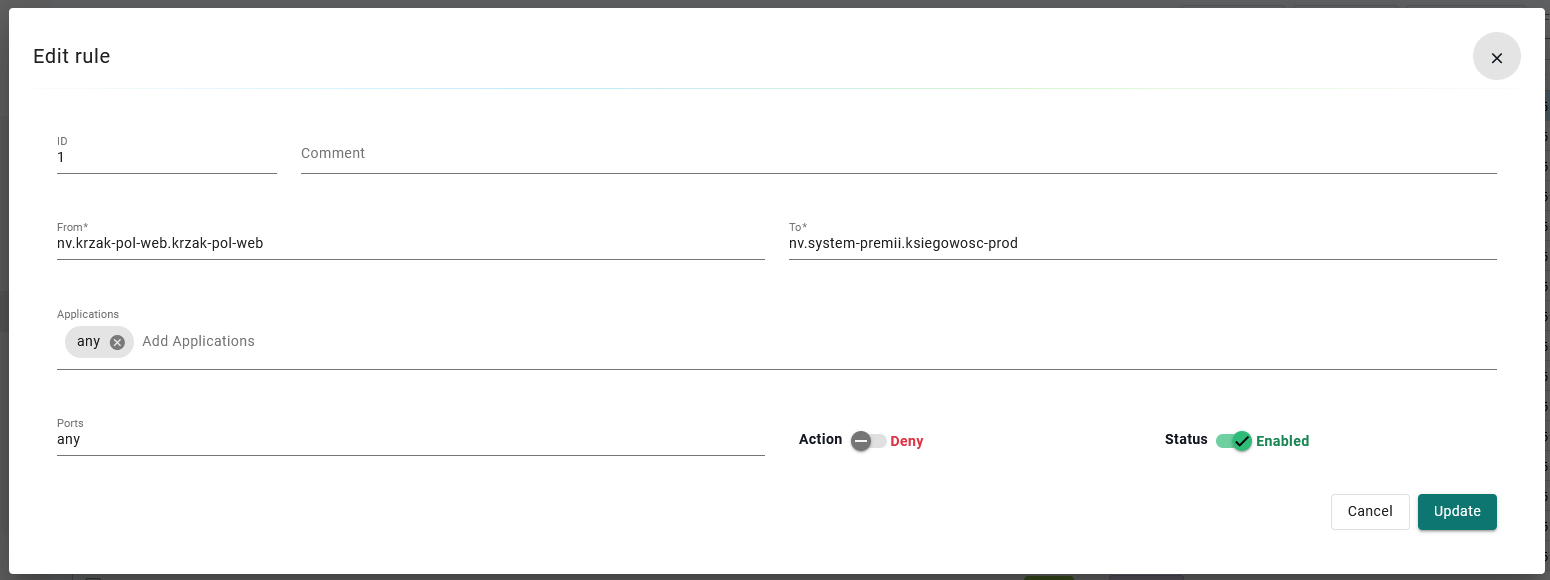 Edit rule
ID
1
Comment
From*
nv.krzak-pol-web.krzak-pol-web
To*
nv.system-premii.ksiegowosc-prod
Applications
any
Add Applications
Ports
any
Action
Deny
Status
Enabled
Cancel
Update